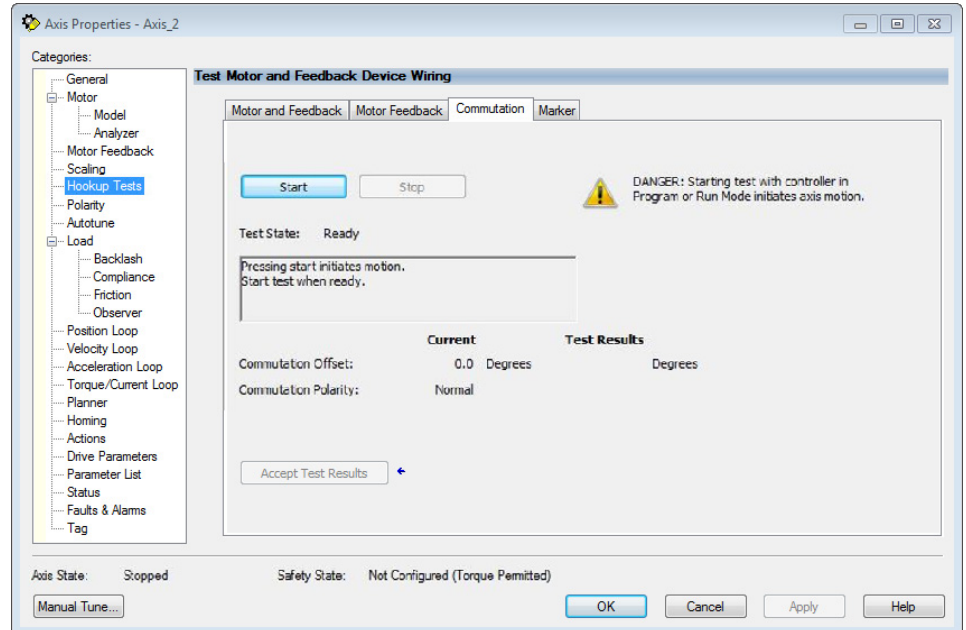 Axis Properties - Axis_2
Categories:
General
Motor
Model
Analyzer
Motor Feedback
Scaling
Hookup Tests
Polarity
Autotune
Load
Backlash
Compliance
Friction
Observer
Position Loop
Velocity Loop
Acceleration Loop
Torque/Current Loop
Planner
Homing
Actions
Drive Parameters
Parameter List
Status
Faults & Alarms
Tag
Test Motor and Feedback Device Wiring
Motor and Feedback Motor Feedback Commutation Marker
Start Stop
DANGER: Starting test with controller in
Program or Run Mode initiates axis motion.
Test State: Ready
Pressing start initiates motion.
Start test when ready.
Current Test Results
Commutation Offset: 0.0 Degrees Degrees
Commutation Polarity: Normal
Accept Test Results
Axis State: Stopped Safety State: Not Configured (Torque Permitted)
Manual Tune... OK Cancel Apply Help